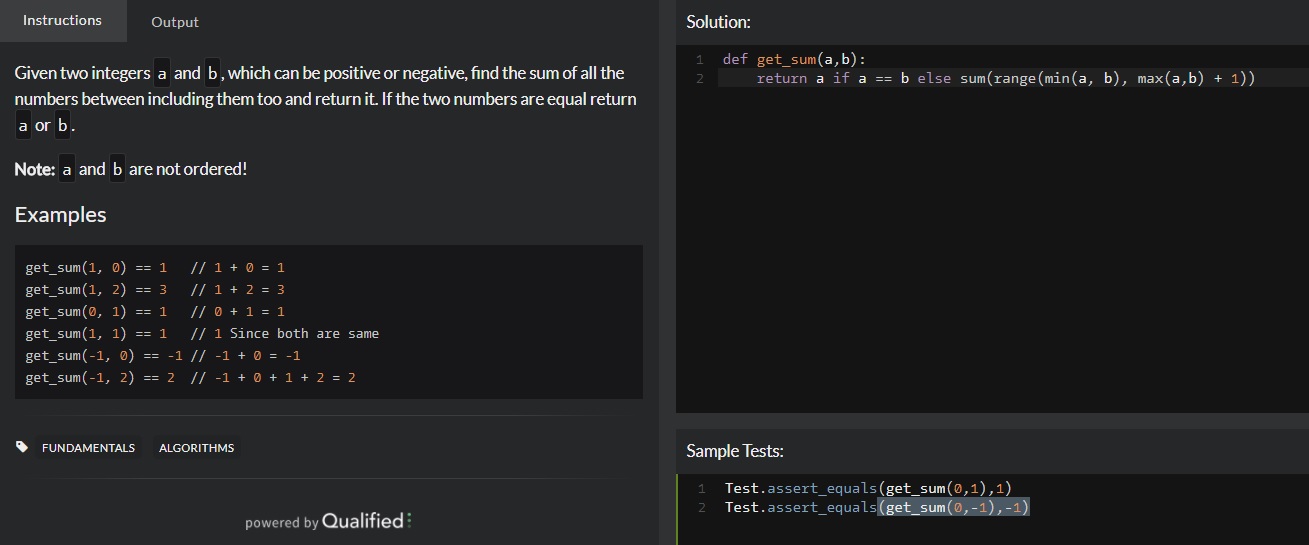 Instructions
Output
Given two integers a and b, which can be positive or negative, find the sum of all the
numbers between including them too and return it. If the two numbers are equal return
a or b.
Note: a and b are not ordered!
Examples
get_sum(1, 0) == 1   // 1 + 0 = 1
get_sum(1, 2) == 3   // 1 + 2 = 3
get_sum(0, 1) == 1   // 0 + 1 = 1
get_sum(1, 1) == 1   // 1 Since both are same
get_sum(-1, 0) == -1 // -1 + 0 = -1
get_sum(-1, 2) == 2  // -1 + 0 + 1 + 2 = 2
FUNDAMENTALS
ALGORITHMS
powered by Qualified
Solution:
1 def get_sum(a,b):
2     return a if a == b else sum(range(min(a, b), max(a,b) + 1))
Sample Tests:
1 Test.assert_equals(get_sum(0,1),1)
2 Test.assert_equals(get_sum(0,-1),-1)